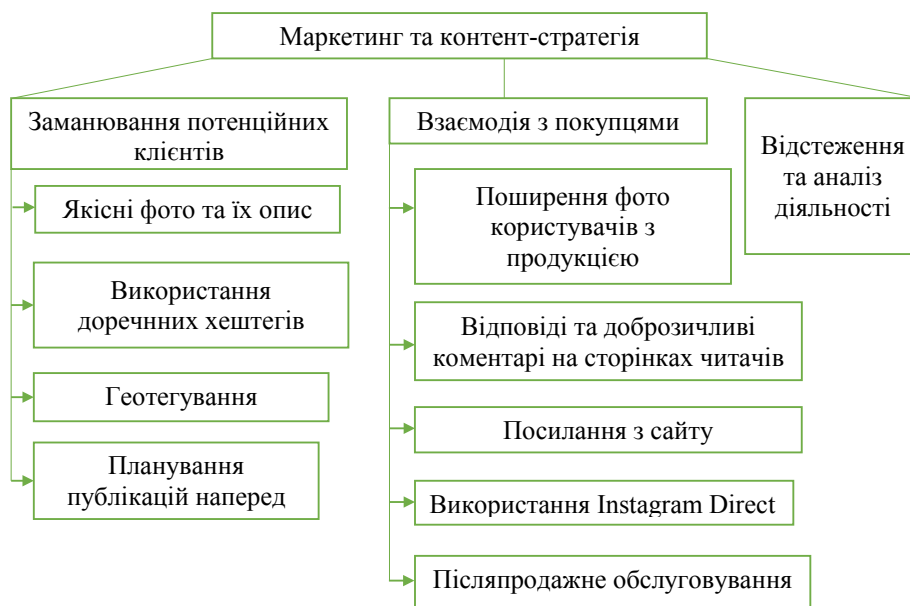 Маркетинг та контент-стратегія
Заманювання потенційних
клієнтів
Якісні фото та їх опис
Використання
доречнних хештегів
Геотегування
Планування
публікацій наперед
Взаємодія з покупцями
Поширення фото
користувачів з
продукцією
Відповіді та доброзичливі
коментарі на сторінках читачів
Посилання з сайту
Використання Instagram Direct
Післяпродажне обслуговування
Відстеження
та аналіз
діяльності